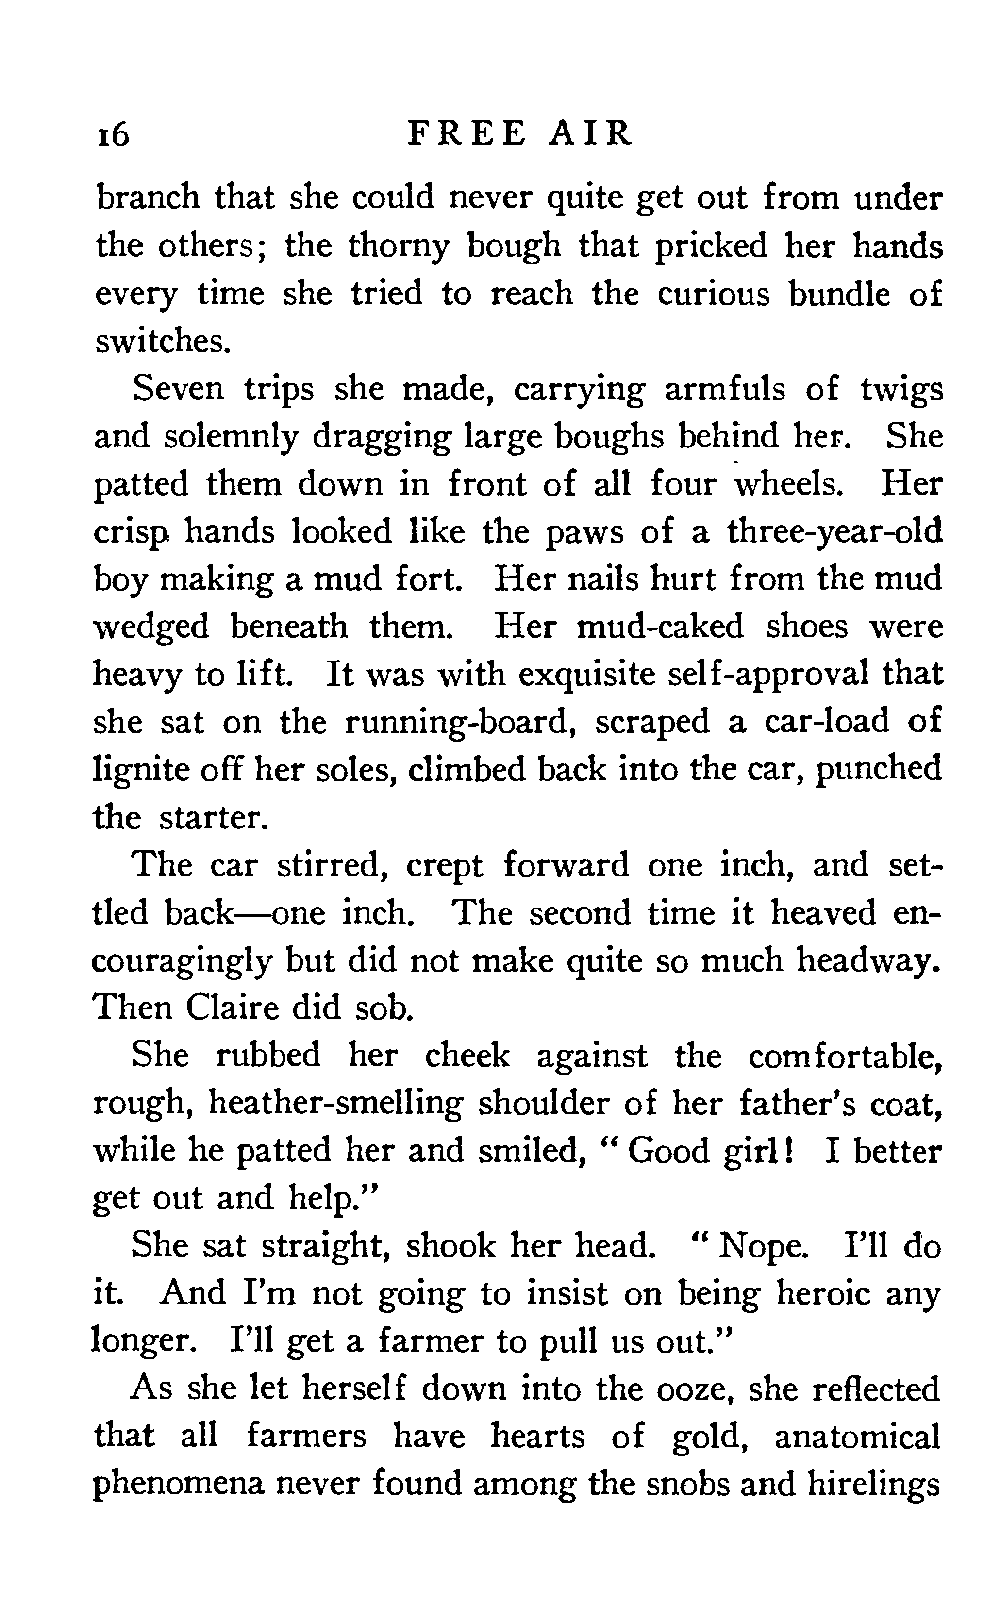 16 FREE AIR
branch that she could never quite get out from under
the others; the thorny bough that pricked her hands
every time she tried to reach the curious bundle of
switches.
Seven trips she made, carrying armfuls of twigs
and solemnly dragging large boughs behind her. She
patted them down in front of all four wheels. Her
crisp hands looked like the paws of a three-year-old
boy making a mud fort. Her nails hurt from the mud
wedged beneath them. Her mud-caked shoes were
heavy to lift. It was with exquisite self-approval that
she sat on the running-board, scraped a car-load of
lignite off her soles, climbed back into the car, punched
the starter.
The car stirred, crept forward one inch, and set-
tled back—one inch. The second time it heaved en-
couragingly but did not make quite so much headway.
Then Claire did sob.
She rubbed her cheek against the comfortable,
rough, heather-smelling shoulder of her father's coat,
while he patted her and smiled, "Good girl! I better
get out and help."
She sat straight, shook her head. "Nope. I'll do
it. And I'm not going to insist on being heroic any
longer. I'll get a farmer to pull us out."
As she let herself down into the ooze, she reflected
that all farmers have hearts of gold, anatomical
phenomena never found among the snobs and hirelings